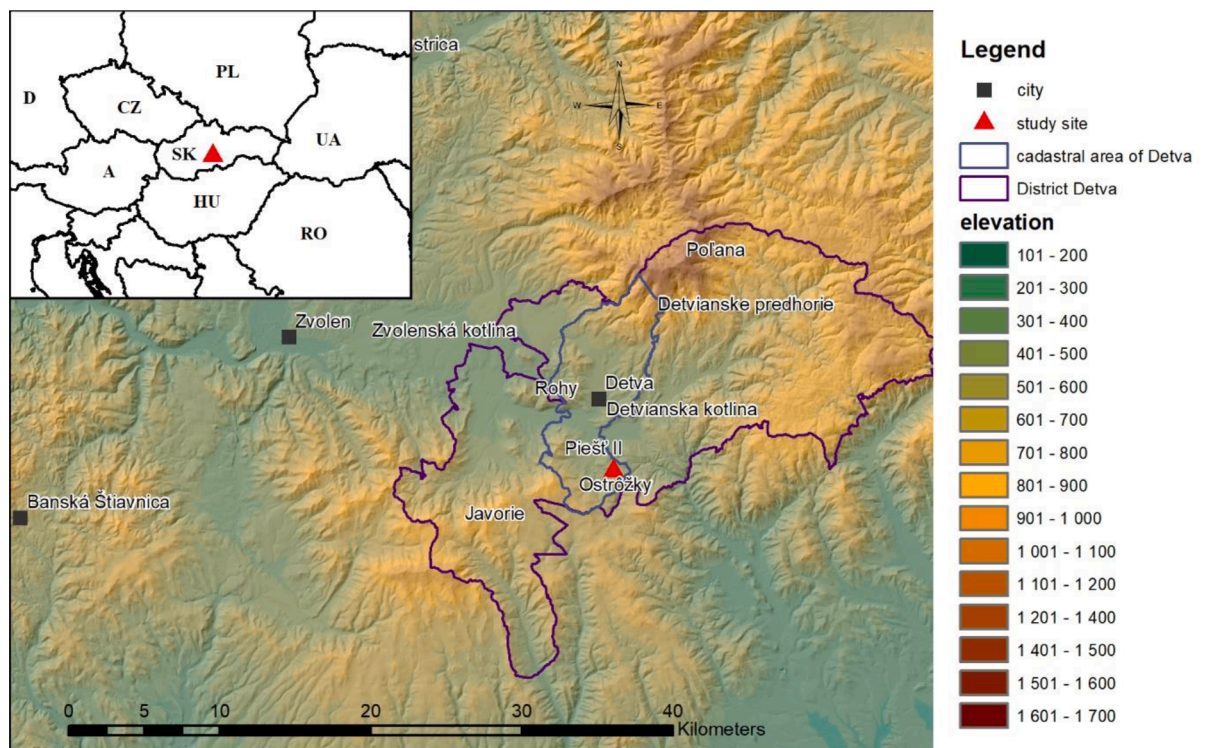 strica
PL
D
CZ
UA
SK
A
HU
RO
N
W
E
S
Poľana
Detvianske predhorie
Zvolen
Zvolenská kotlina
Rohy
Detva
Detvianska kotlina
Piešť II
Ostrôžky
Banská Štiavnica
Javorie
0 5 10 20 30 40
Kilometers
Legend
city
study site
cadastral area of Detva
District Detva
elevation
101 - 200
201 - 300
301 - 400
401 - 500
501 - 600
601 - 700
701 - 800
801 - 900
901 - 1 000
1 001 - 1 100
1 101 - 1 200
1 201 - 1 400
1 401 - 1 500
1 501 - 1 600
1 601 - 1 700